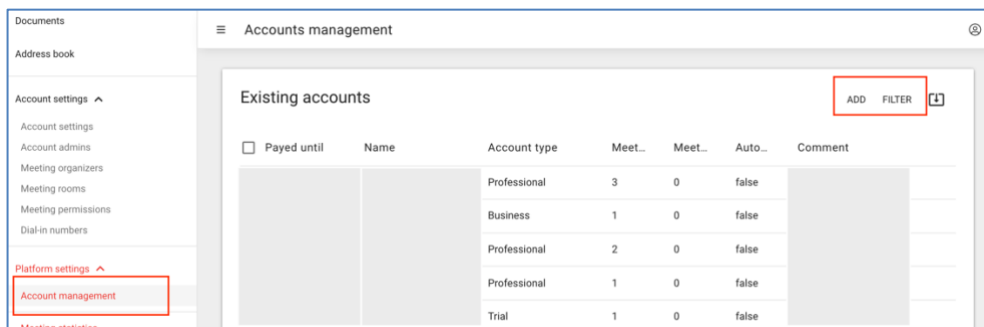 Documents
Address book
Account settings
Account settings
Account admins
Meeting organizers
Meeting rooms
Meeting permissions
Dial-in numbers
Platform settings
Account management
Meeting statistics
Accounts management
Existing accounts
ADD FILTER
Payed until Name Account type Meet... Meet... Auto... Comment
Professional 3 0 false
Business 1 0 false
Professional 2 0 false
Professional 1 0 false
Trial 1 0 false